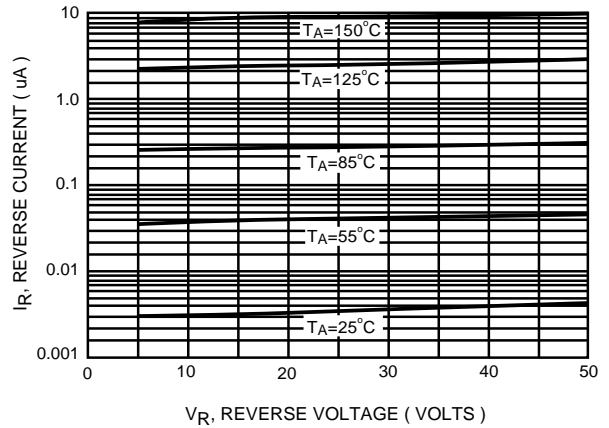 10
1.0
0.1
0.01
0.001
IR, REVERSE CURRENT ( uA )
TA=150°C
TA=125°C
TA=85°C
TA=55°C
TA=25°C
0 10 20 30 40 50
VR, REVERSE VOLTAGE ( VOLTS )